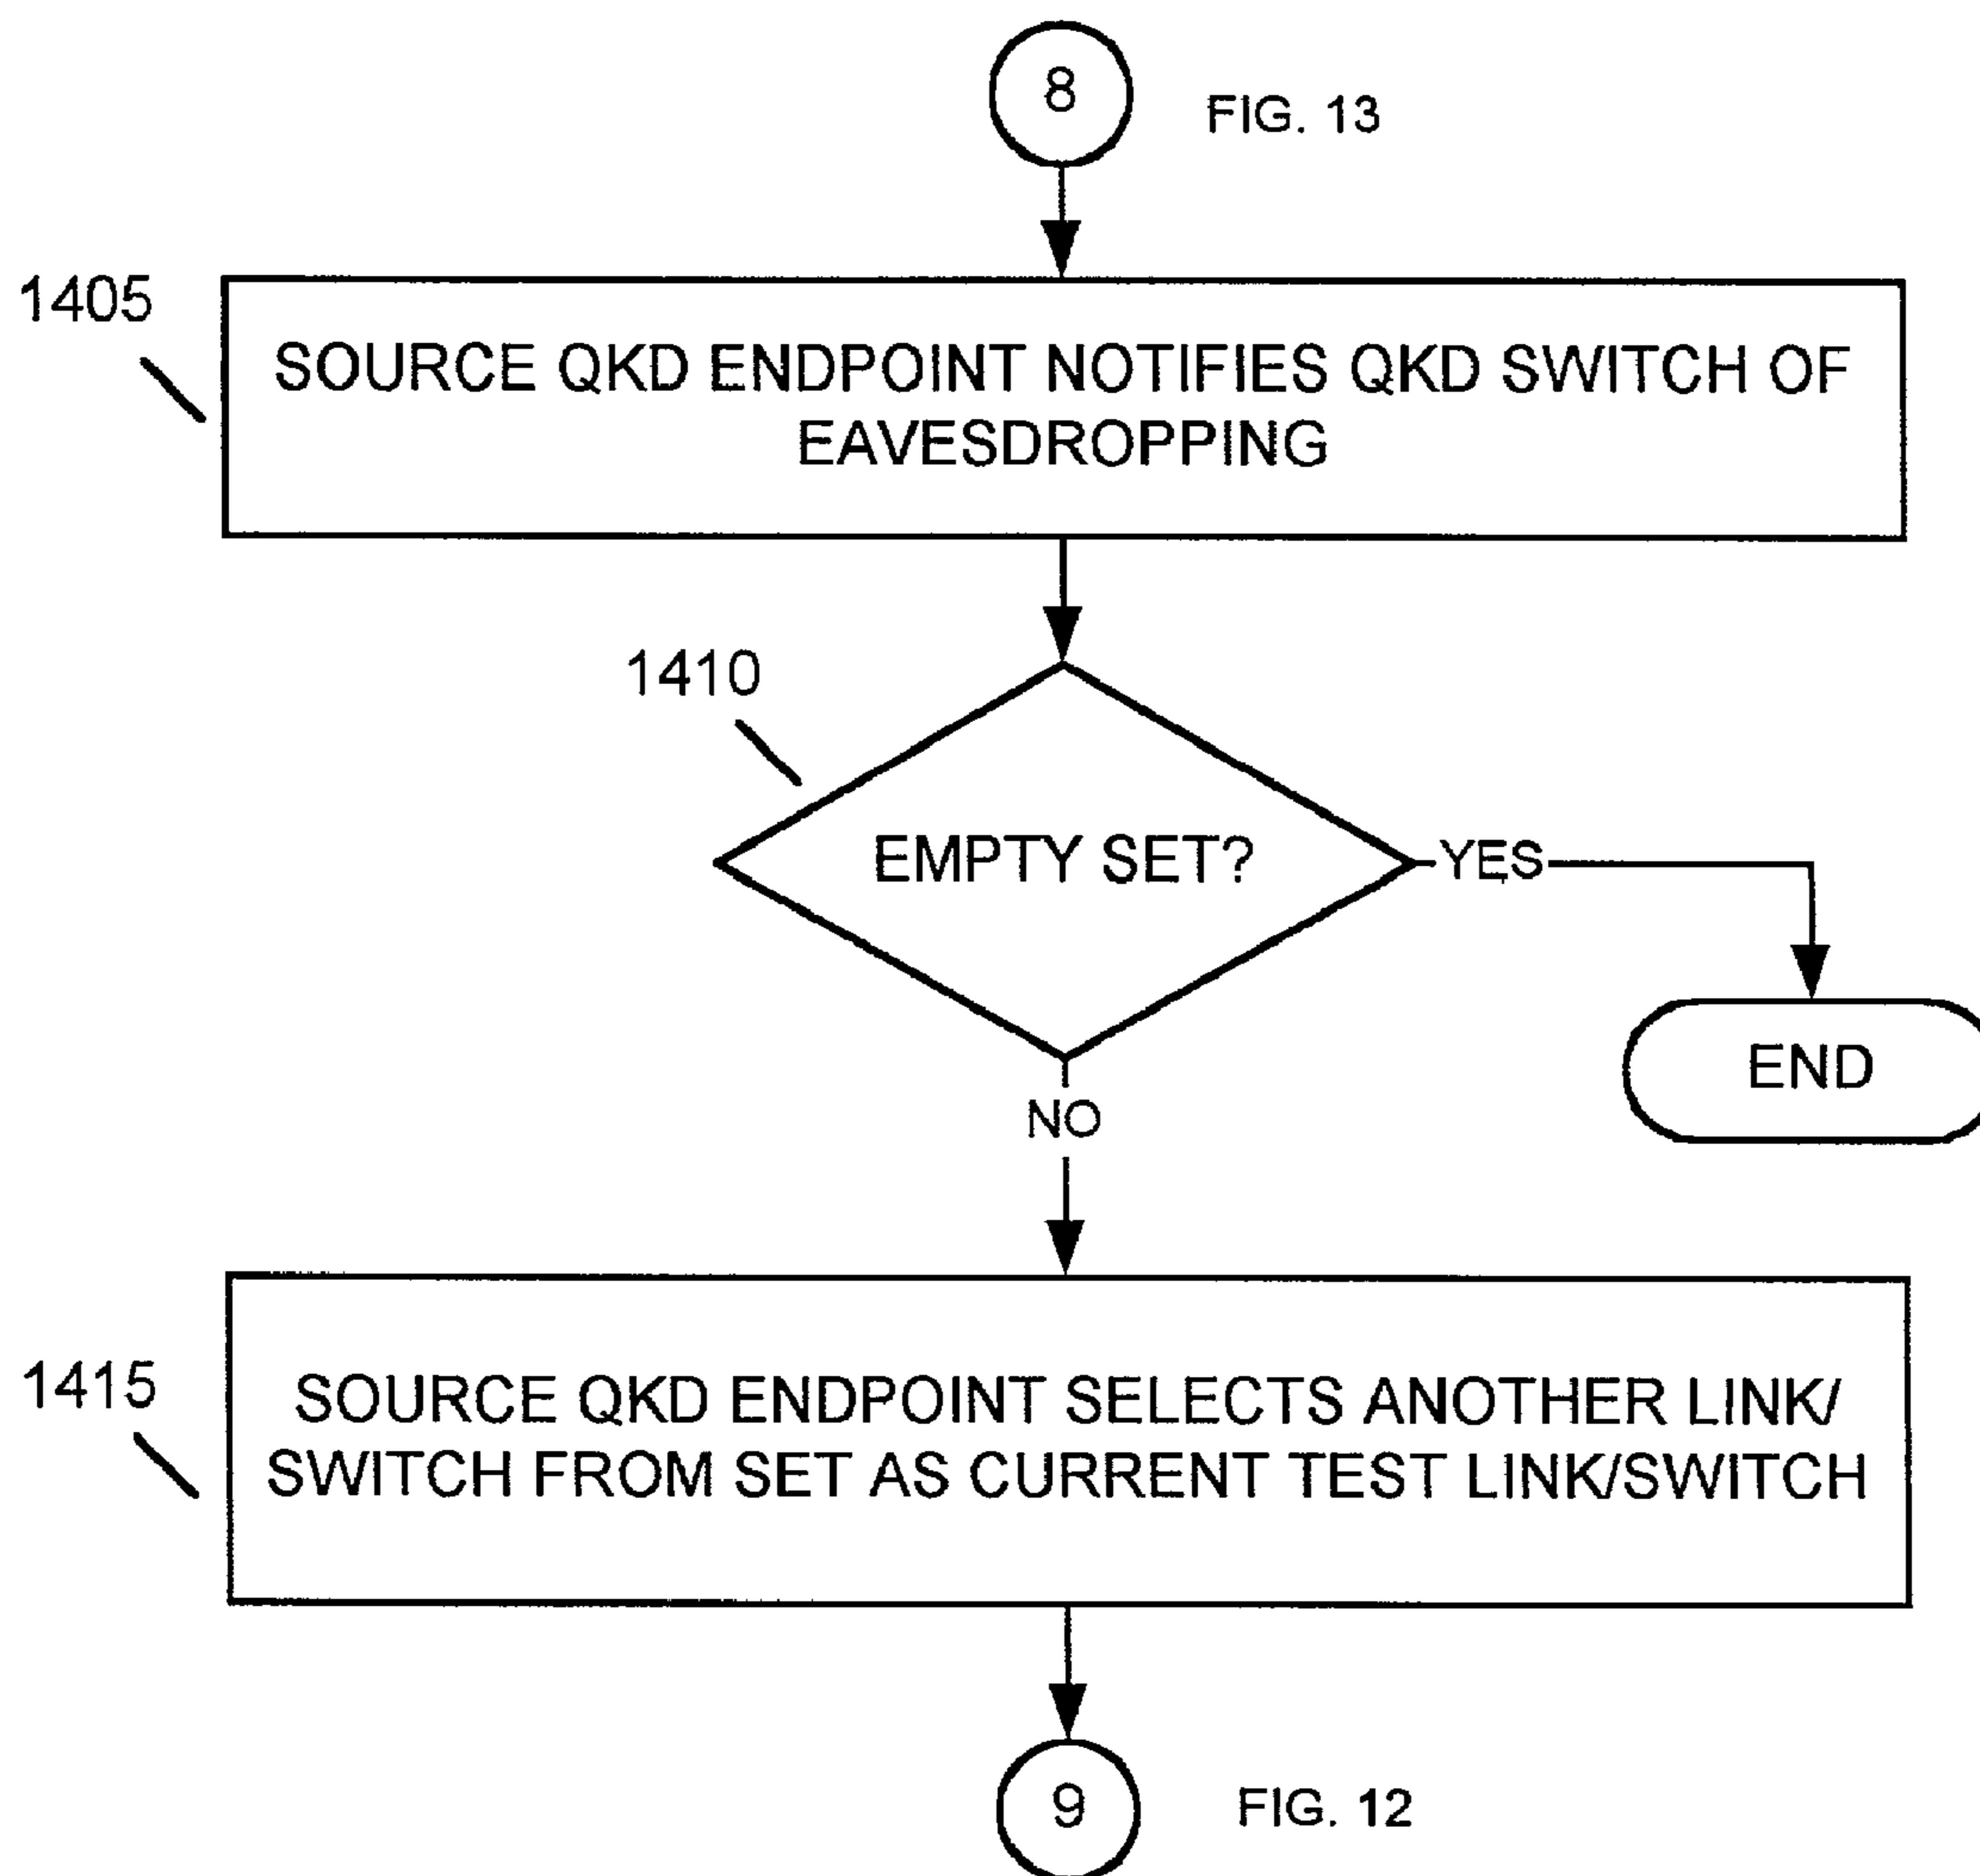 8
FIG. 13
1405
SOURCE QKD ENDPOINT NOTIFIES QKD SWITCH OF
EAVESDROPPING
1410
EMPTY SET?
YES
END
NO
1415
SOURCE QKD ENDPOINT SELECTS ANOTHER LINK/
SWITCH FROM SET AS CURRENT TEST LINK/SWITCH
9
FIG. 12